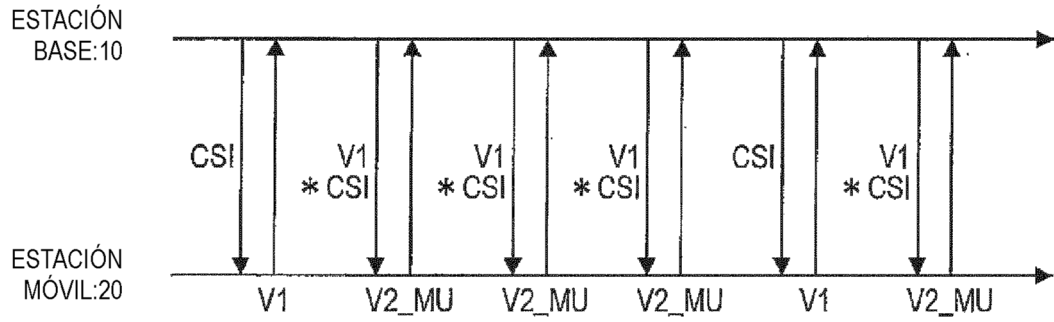 ESTACIÓN
BASE:10
CSI
V1
* CSI
V1
* CSI
V1
* CSI
CSI
V1
* CSI
ESTACIÓN
MÓVIL:20
V1
V2_MU
V2_MU
V2_MU
V1
V2_MU